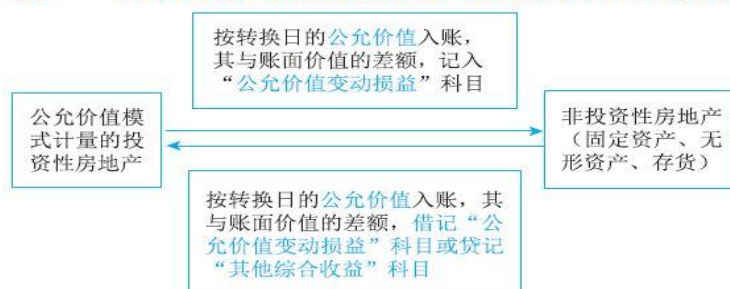 按转换日的公允价值入账，
其与账面价值的差额，记入
“公允价值变动损益”科目
公允价值模
式计量的投
资性房地产
非投资性房地产
（固定资产、无
形资产、存货）
按转换日的公允价值入账，其
与账面价值的差额，借记“公
允价值变动损益”科目或贷记
“其他综合收益”科目